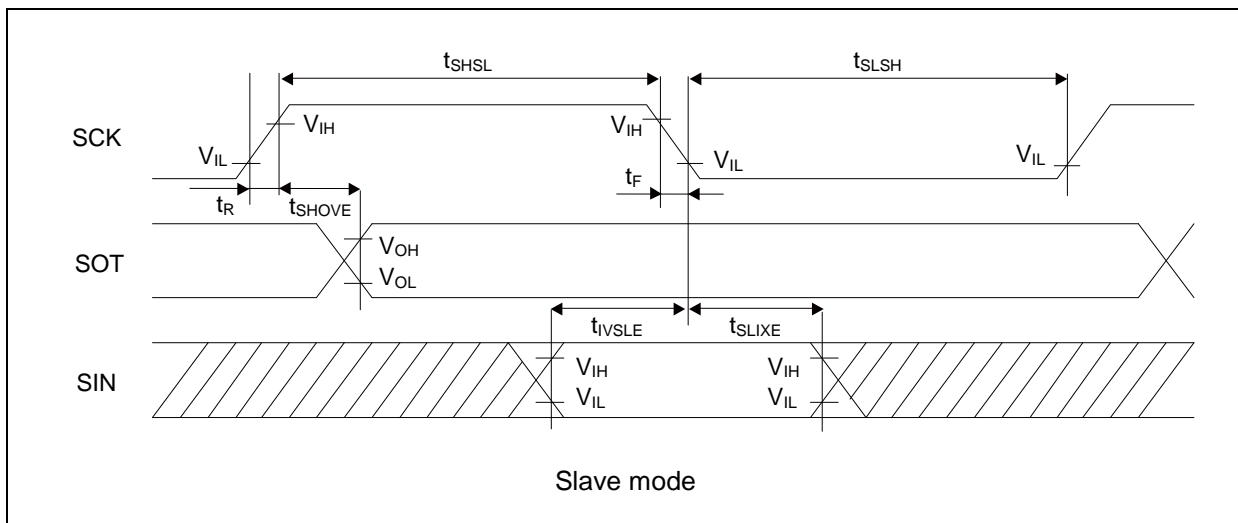 tSHSL
tSLSH
SCK
VIH
VIH
VIL
VIL
VIL
tF
tR
tSHOVE
SOT
VOH
VOL
tIVSLE
tSLIXE
SIN
VIH
VIH
VIL
VIL
Slave mode